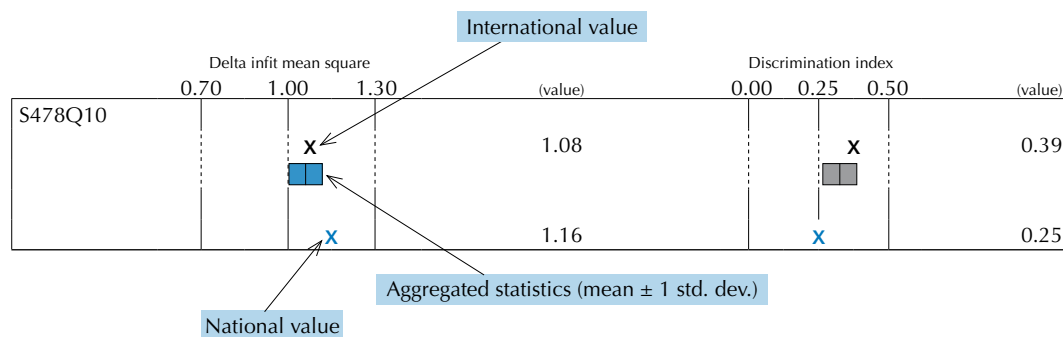 International value
Delta infit mean square Discrimination index
0.70 1.00 1.30 (value) 0.00 0.25 0.50 (value)
S478Q10
X 1.08 X 0.39
X 1.16 X 0.25
Aggregated statistics (mean ± 1 std. dev.)
National value